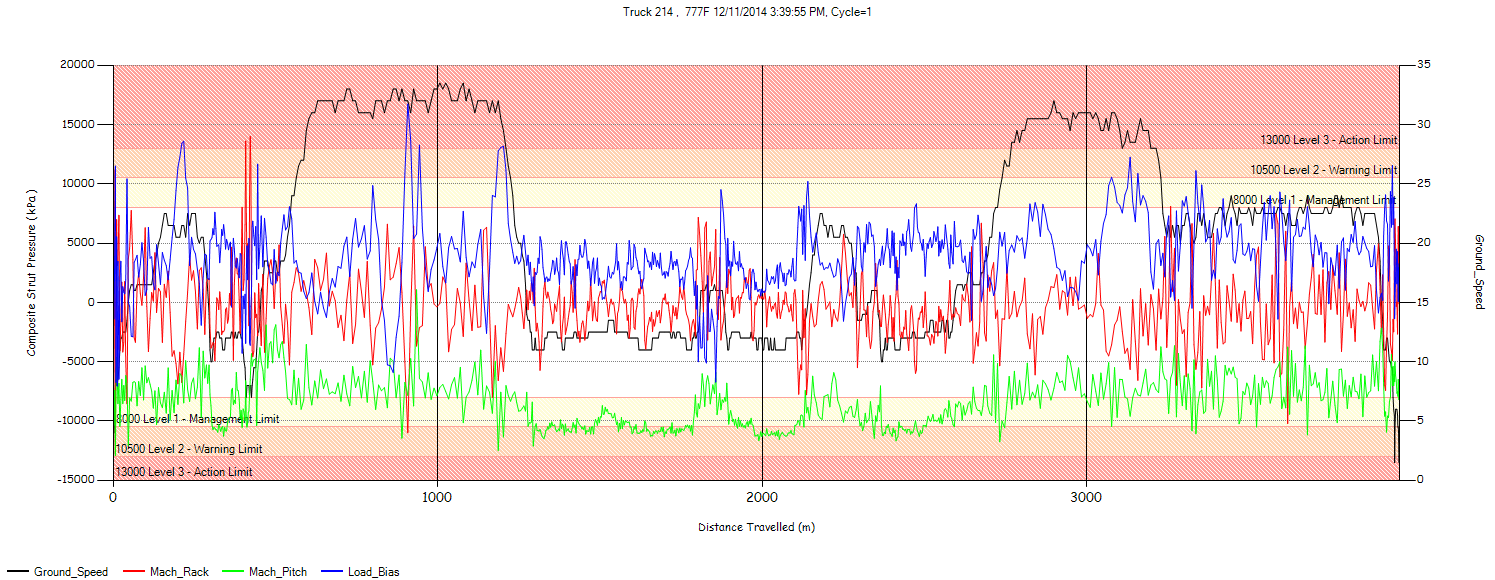 Truck 214 , 777F 12/11/2014 3:39:55 PM, Cycle=1
20000
15000
10000
5000
0
-5000
-10000
-15000
Composite Strut Pressure (kPa)
35
30
25
20
15
10
5
0
Ground_Speed
13000 Level 3 - Action Limit
10500 Level 2 - Warning Limit
8000 Level 1 - Management Limit
8000 Level 1 - Management Limit
10500 Level 2 - Warning Limit
13000 Level 3 - Action Limit
0 1000 2000 3000
Distance Travelled (m)
Ground_Speed Mach_Rack Mach_Pitch Load_Bias